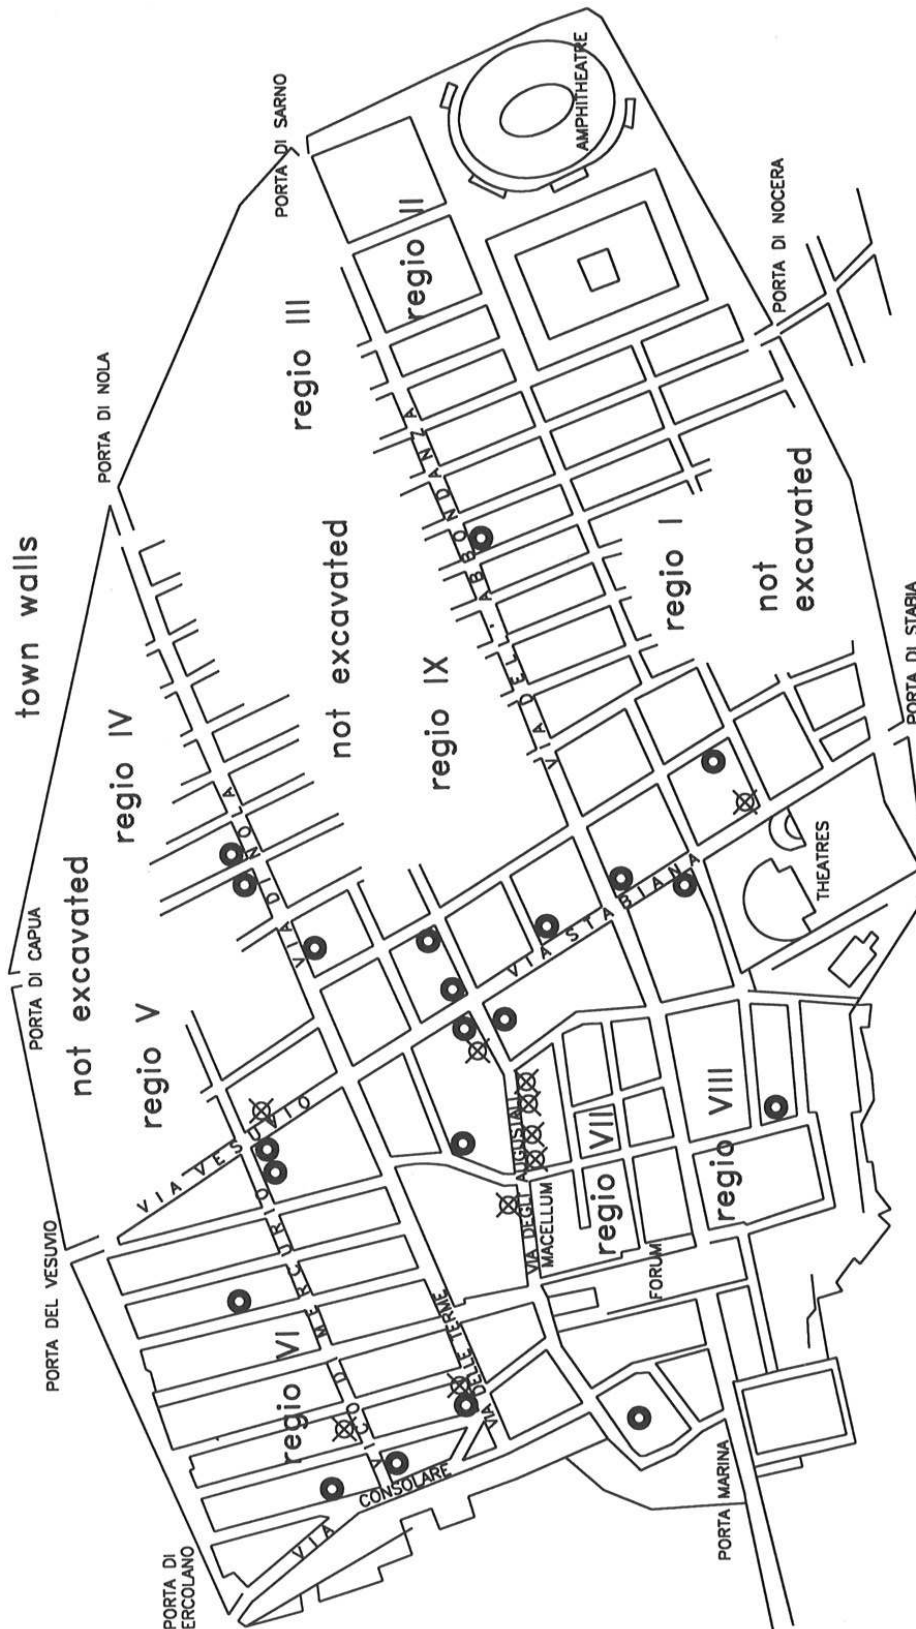 town walls
PORTA DI SARNO
PORTA DI NOLA
PORTA DI CAPUA
PORTA DEL VESUVIO
PORTA DI
ERCOLANO
PORTA MARINA
PORTA DI STABIA
PORTA DI NOCERA
AMPHITHEATRE
regio II
regio III
not excavated
regio IV
not excavated
regio V
regio IX
regio I
not
excavated
THEATRES
regio VI
regio VII
regio VIII
FORUM
MACELLUM
VIA DEGLI AUGUSTALI
VIA DELLE TERME
VIA CONSOLARE
VICO DI MERCURIO
VIA VESUVIO
VIA DI NOLA
VIA STABIANA
VIA DELL'ABBONDANZA